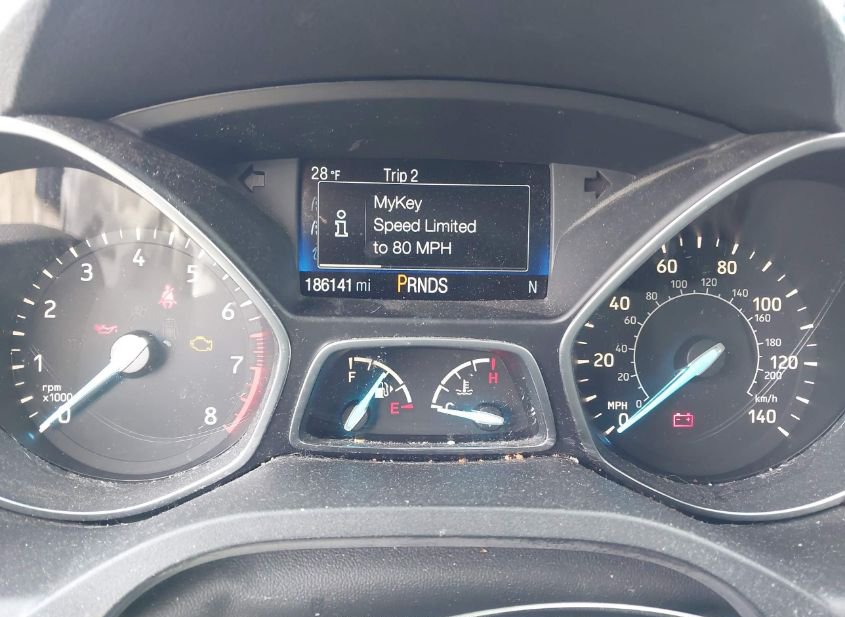 28 °F Trip 2
MyKey
Speed Limited
to 80 MPH
186141 mi PRNDS N
0 1 2 3 4 5 6 7 8
rpm
x1000
F E
C H
0 20 40 60 80 100 120 140
MPH
0 20 40 60 80 100 120 140 160 180 200
km/h